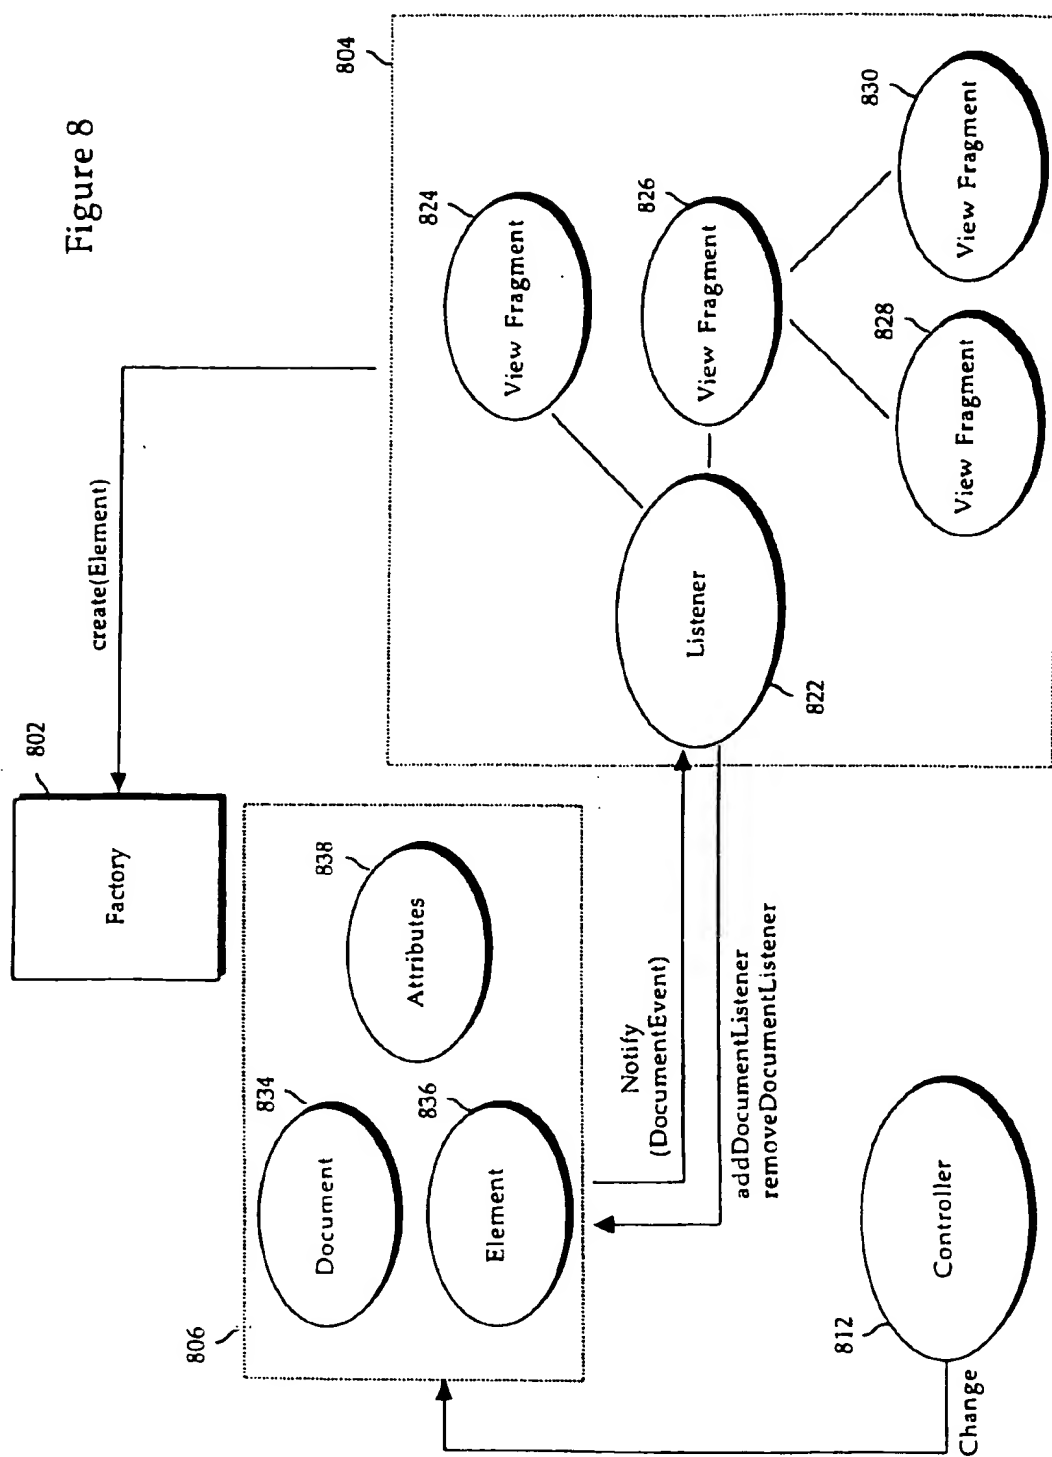 Figure 8
804
824
View Fragment
826
View Fragment
830
View Fragment
828
View Fragment
Listener
822
create(Element)
802
Factory
838
Attributes
834
Document
836
Element
806
Notify
(DocumentEvent)
addDocumentListener
removeDocumentListener
Controller
812
Change